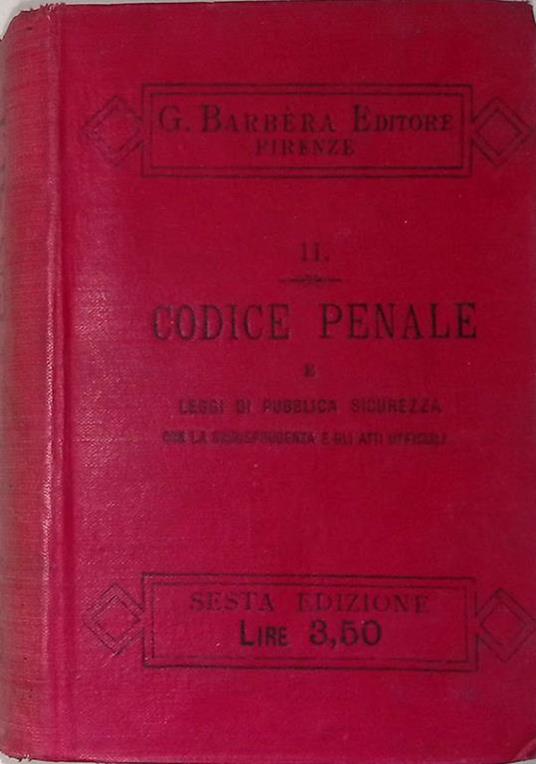 G. BARBÈRA EDITORE
FIRENZE
II.
CODICE PENALE
E
LEGGI DI PUBBLICA SICUREZZA
CON LA GIURISPRUDENZA E GLI ATTI UFFICIALI
SESTA EDIZIONE
LIRE 3,50